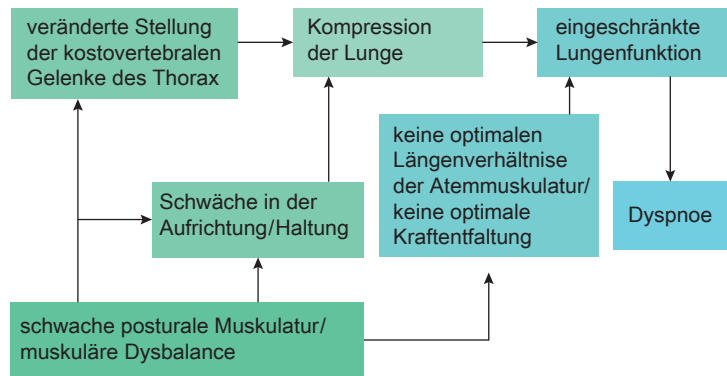 veränderte Stellung
der kostovertebralen
Gelenke des Thorax
Kompression
der Lunge
eingeschränkte
Lungenfunktion
keine optimalen
Längenverhältnise
der Atemmuskulatur/
keine optimale
Kraftentfaltung
Schwäche in der
Aufrichtung/Haltung
Dyspnoe
schwache posturale Muskulatur/
muskuläre Dysbalance